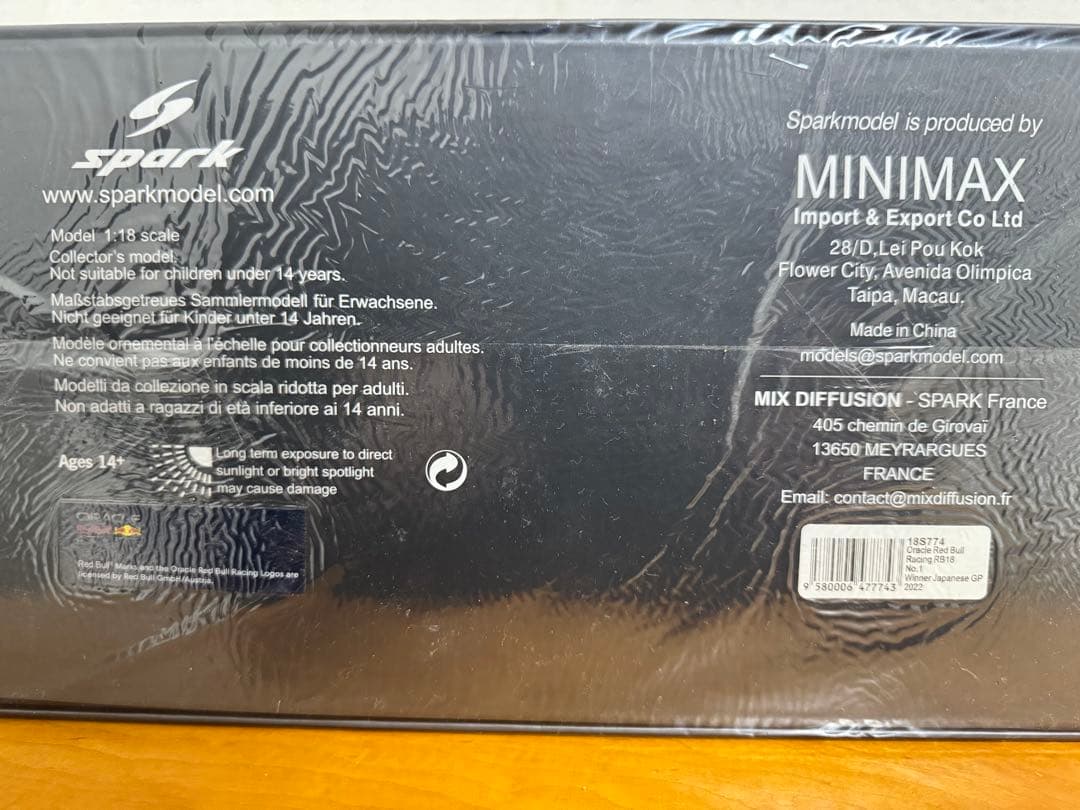 spark
www.sparkmodel.com
Model 1:18 scale
Collector's model.
Not suitable for children under 14 years.
Maßstabsgetreues Sammlermodell für Erwachsene.
Nicht geeignet für Kinder unter 14 Jahren.
Modèle ornemental à l'échelle pour collectionneurs adultes.
Ne convient pas aux enfants de moins de 14 ans.
Modelli da collezione in scala ridotta per adulti.
Non adatti a ragazzi di età inferiore ai 14 anni.
Ages 14+
Long term exposure to direct
sunlight or bright spotlight
may cause damage
ORACLE
Red Bull® Marks and the Oracle Red Bull Racing Logos are
licensed by Red Bull GmbH/Austria.
Sparkmodel is produced by
MINIMAX
Import & Export Co Ltd
28/D,Lei Pou Kok
Flower City, Avenida Olimpica
Taipa, Macau.
Made in China
models@sparkmodel.com
MIX DIFFUSION - SPARK France
405 chemin de Girovaï
13650 MEYRARGUES
FRANCE
Email: contact@mixdiffusion.fr
18S774
Oracle Red Bull
Racing RB18
No.1
Winner Japanese GP
2022
9 580006 477743